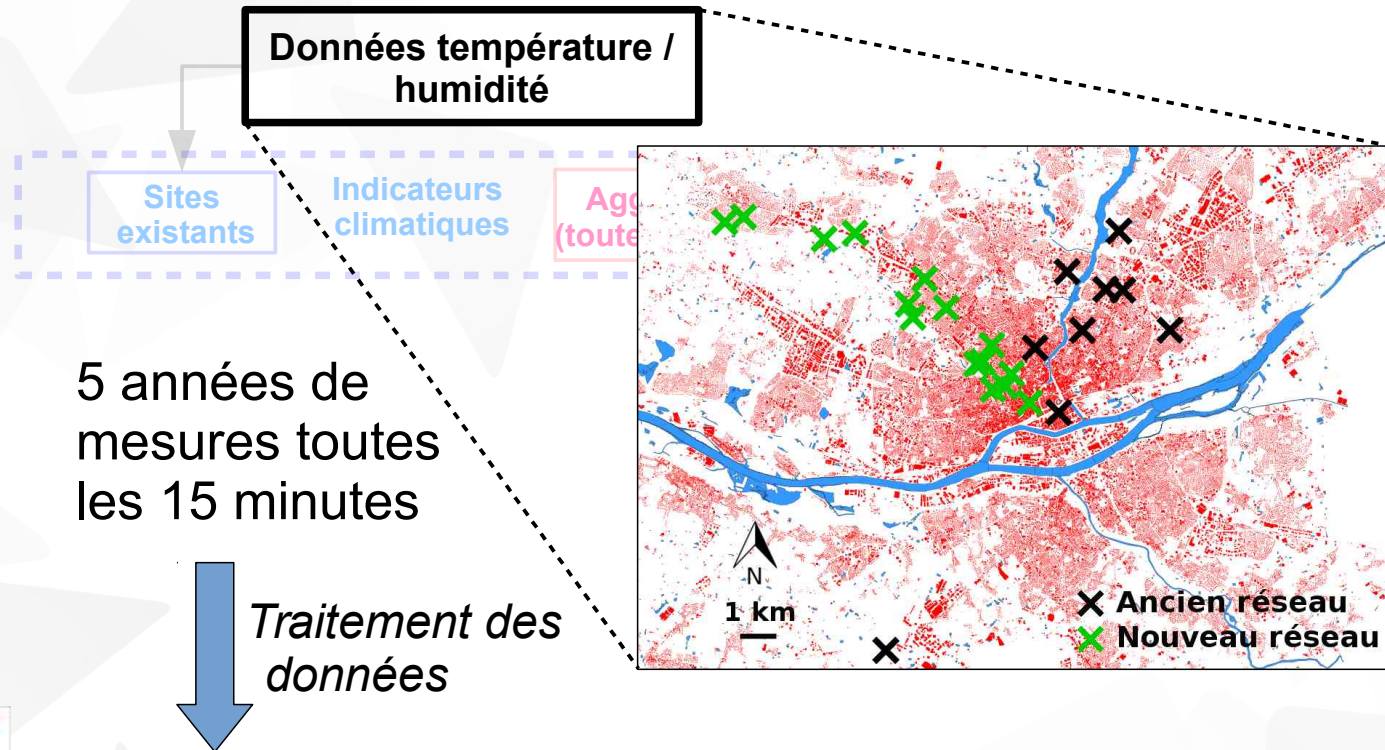 Données température /
humidité
Sites
existants
Indicateurs
climatiques
5 années de
mesures toutes
les 15 minutes
Traitement des
données
N
1 km
Ancien réseau
Nouveau réseau